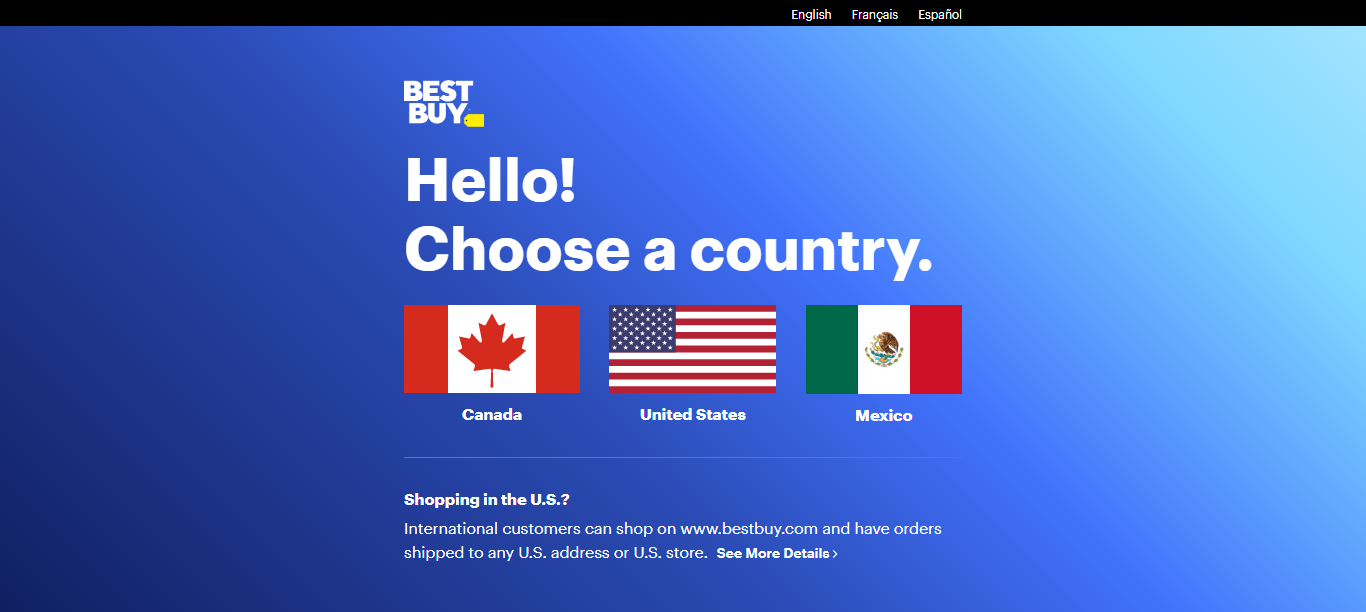 English Français Español
BEST
BUY
Hello!
Choose a country.
Canada United States Mexico
Shopping in the U.S.?
International customers can shop on www.bestbuy.com and have orders
shipped to any U.S. address or U.S. store. See More Details >